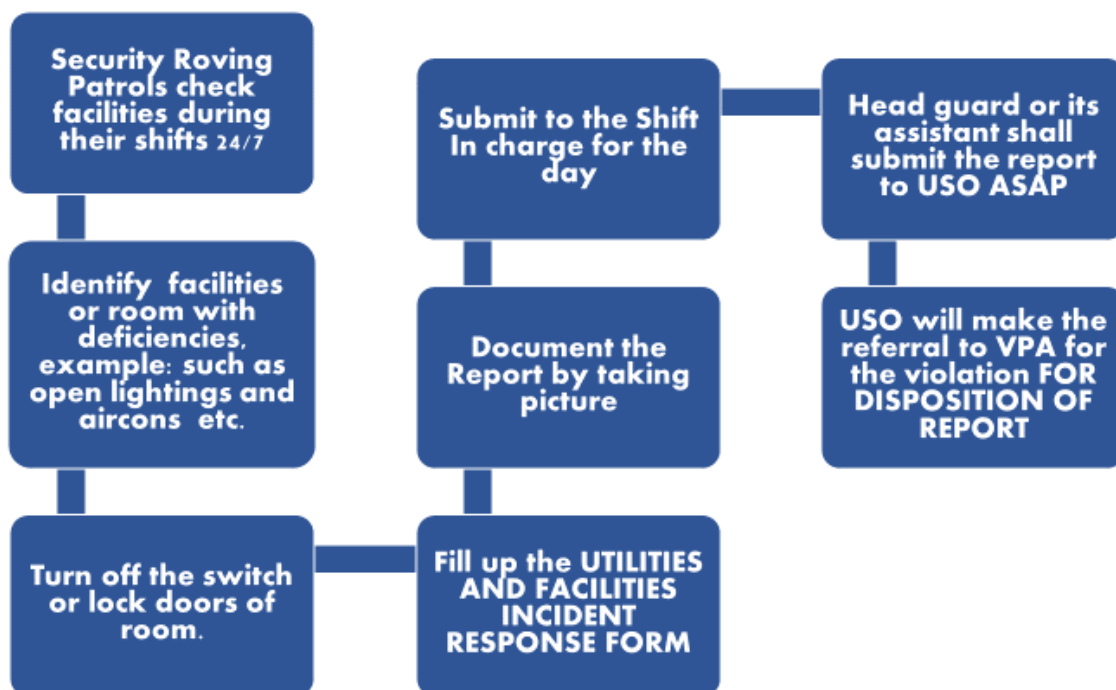 Security Roving
Patrols check
facilities during
their shifts 24/7
Identify facilities
or room with
deficiencies,
example: such as
open lightings and
aircons etc.
Turn off the switch
or lock doors of
room.
Fill up the UTILITIES
AND FACILITIES
INCIDENT
RESPONSE FORM
Document the
Report by taking
picture
Submit to the Shift
In charge for the
day
Head guard or its
assistant shall
submit the report
to USO ASAP
USO will make the
referral to VPA for
the violation FOR
DISPOSITION OF
REPORT